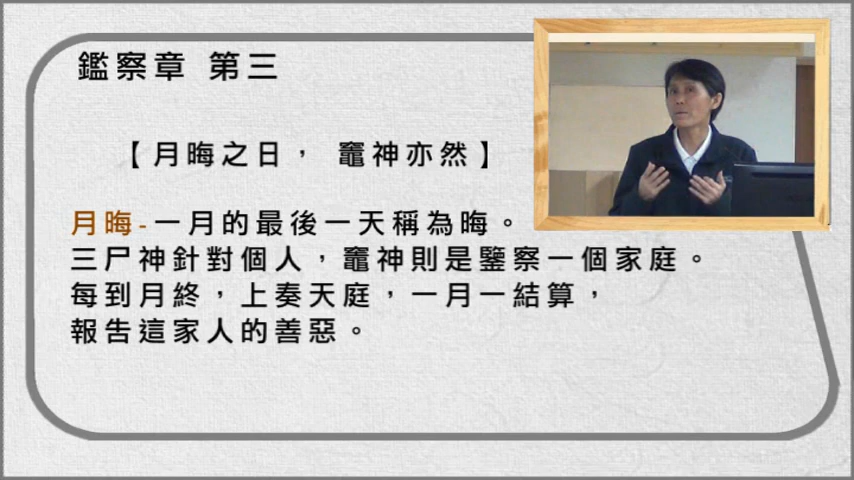 鑑察章 第三
【月晦之日， 竈神亦然】
月晦-一月的最後一天稱為晦。
三尸神針對個人，竈神則是鑒察一個家庭。
每到月終，上奏天庭，一月一結算，
報告這家人的善惡。